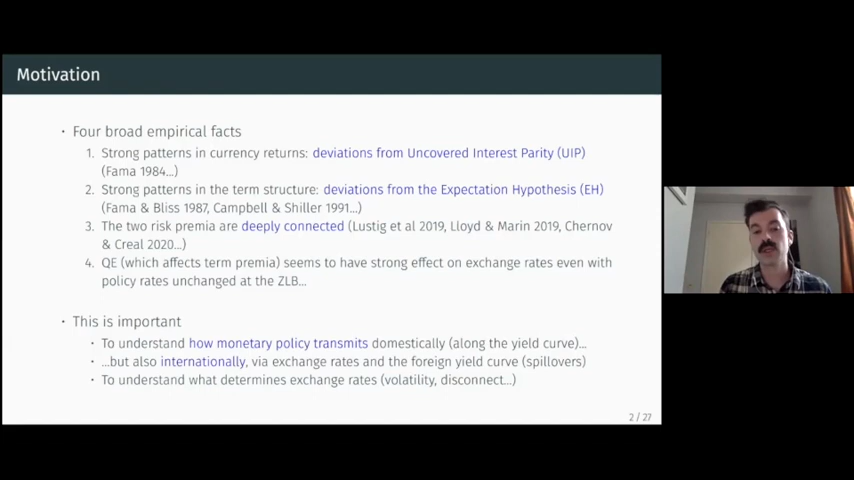 Motivation
• Four broad empirical facts
1. Strong patterns in currency returns: deviations from Uncovered Interest Parity (UIP)
(Fama 1984...)
2. Strong patterns in the term structure: deviations from the Expectation Hypothesis (EH)
(Fama & Bliss 1987, Campbell & Shiller 1991...)
3. The two risk premia are deeply connected (Lustig et al 2019, Lloyd & Marin 2019, Chernov
& Creal 2020...)
4. QE (which affects term premia) seems to have strong effect on exchange rates even with
policy rates unchanged at the ZLB...
• This is important
• To understand how monetary policy transmits domestically (along the yield curve)...
• ...but also internationally, via exchange rates and the foreign yield curve (spillovers)
• To understand what determines exchange rates (volatility, disconnect...)
2 / 27